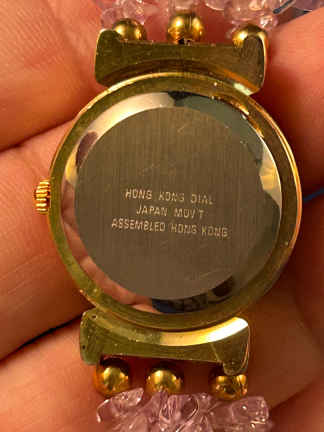 HONG KONG DIAL
JAPAN MOV'T
ASSEMBLED HONG KONG